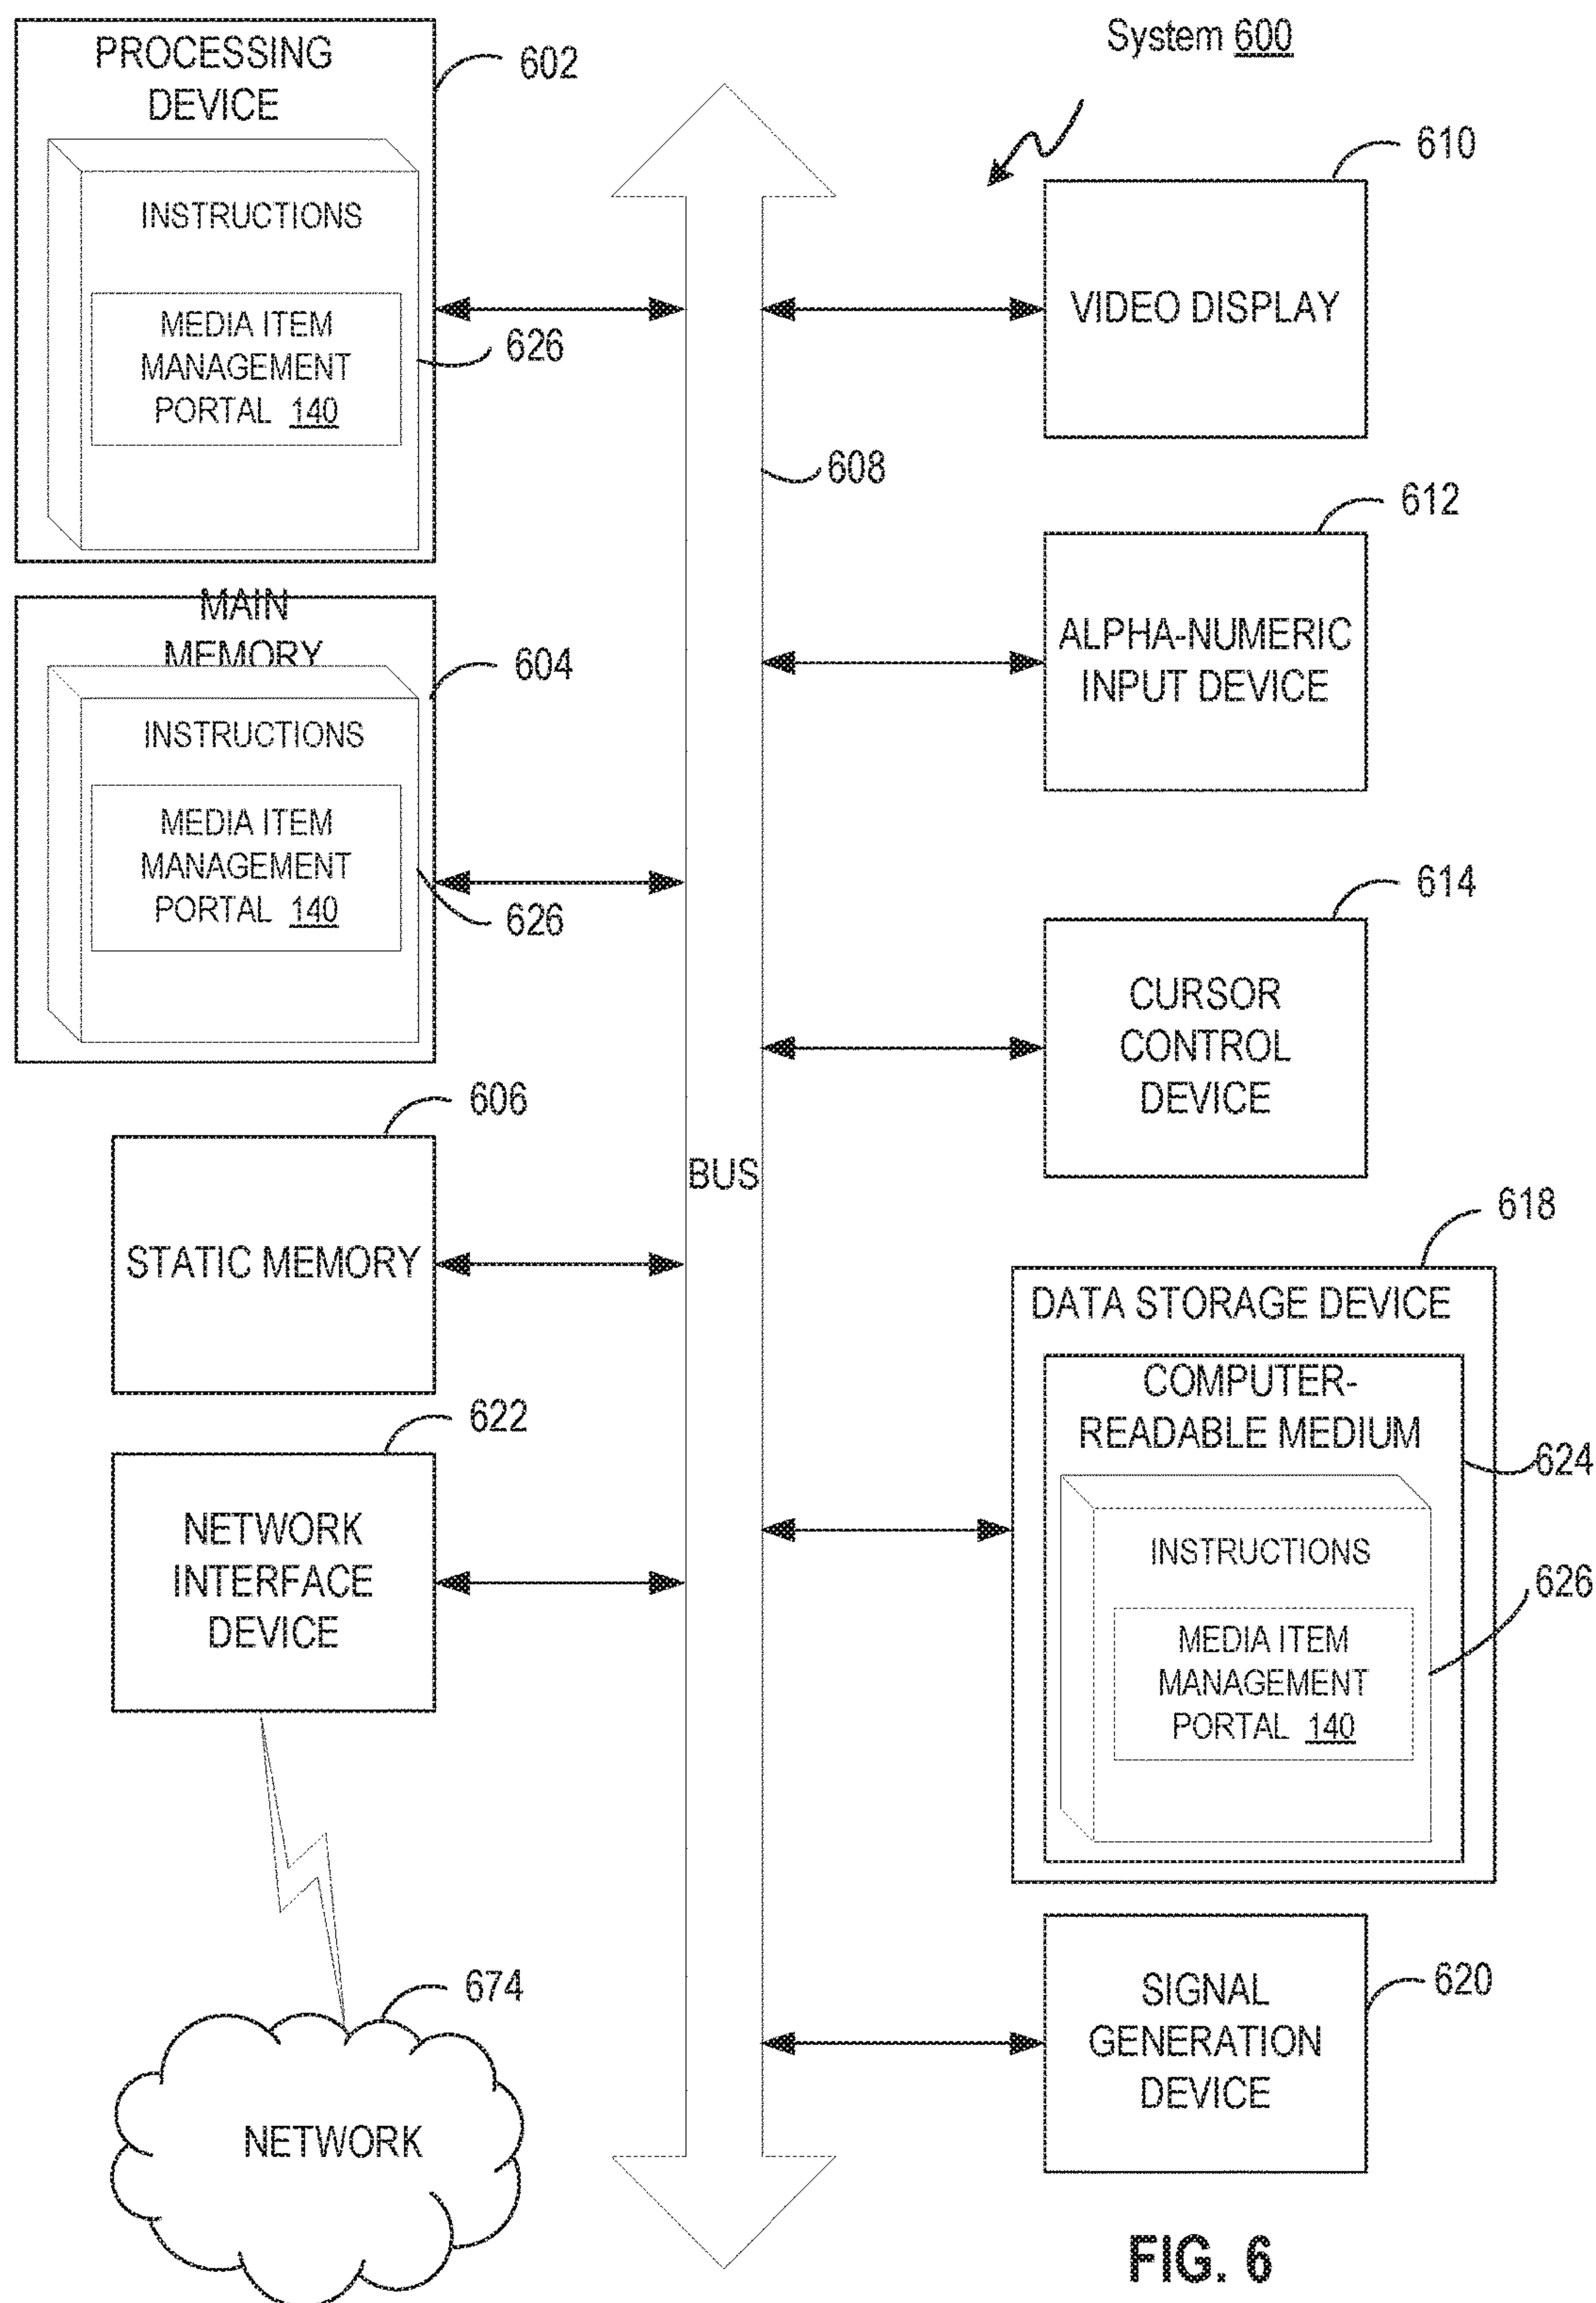 System 600
PROCESSING
DEVICE
602
INSTRUCTIONS
MEDIA ITEM
MANAGEMENT
PORTAL 140
626
MAIN
MEMORY
604
INSTRUCTIONS
MEDIA ITEM
MANAGEMENT
PORTAL 140
626
606
STATIC MEMORY
622
NETWORK
INTERFACE
DEVICE
674
NETWORK
608
BUS
610
VIDEO DISPLAY
612
ALPHA-NUMERIC
INPUT DEVICE
614
CURSOR
CONTROL
DEVICE
618
DATA STORAGE DEVICE
COMPUTER-
READABLE MEDIUM
624
INSTRUCTIONS
626
MEDIA ITEM
MANAGEMENT
PORTAL 140
620
SIGNAL
GENERATION
DEVICE
FIG. 6